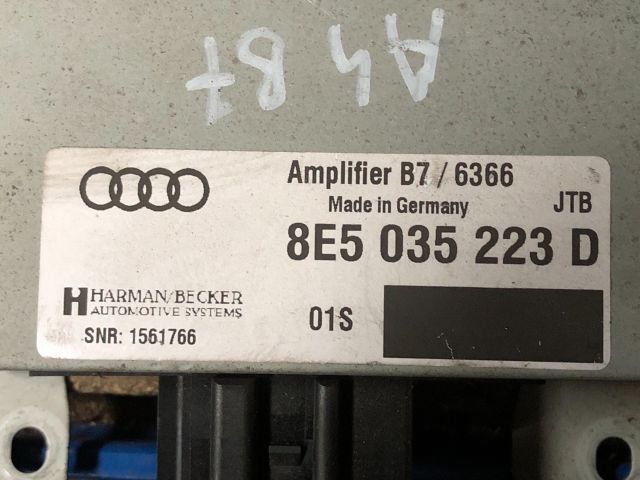 A4 B7
Amplifier B7 / 6366
Made in Germany
JTB
8E5 035 223 D
HARMAN/BECKER
AUTOMOTIVE SYSTEMS
01S
SNR: 1561766